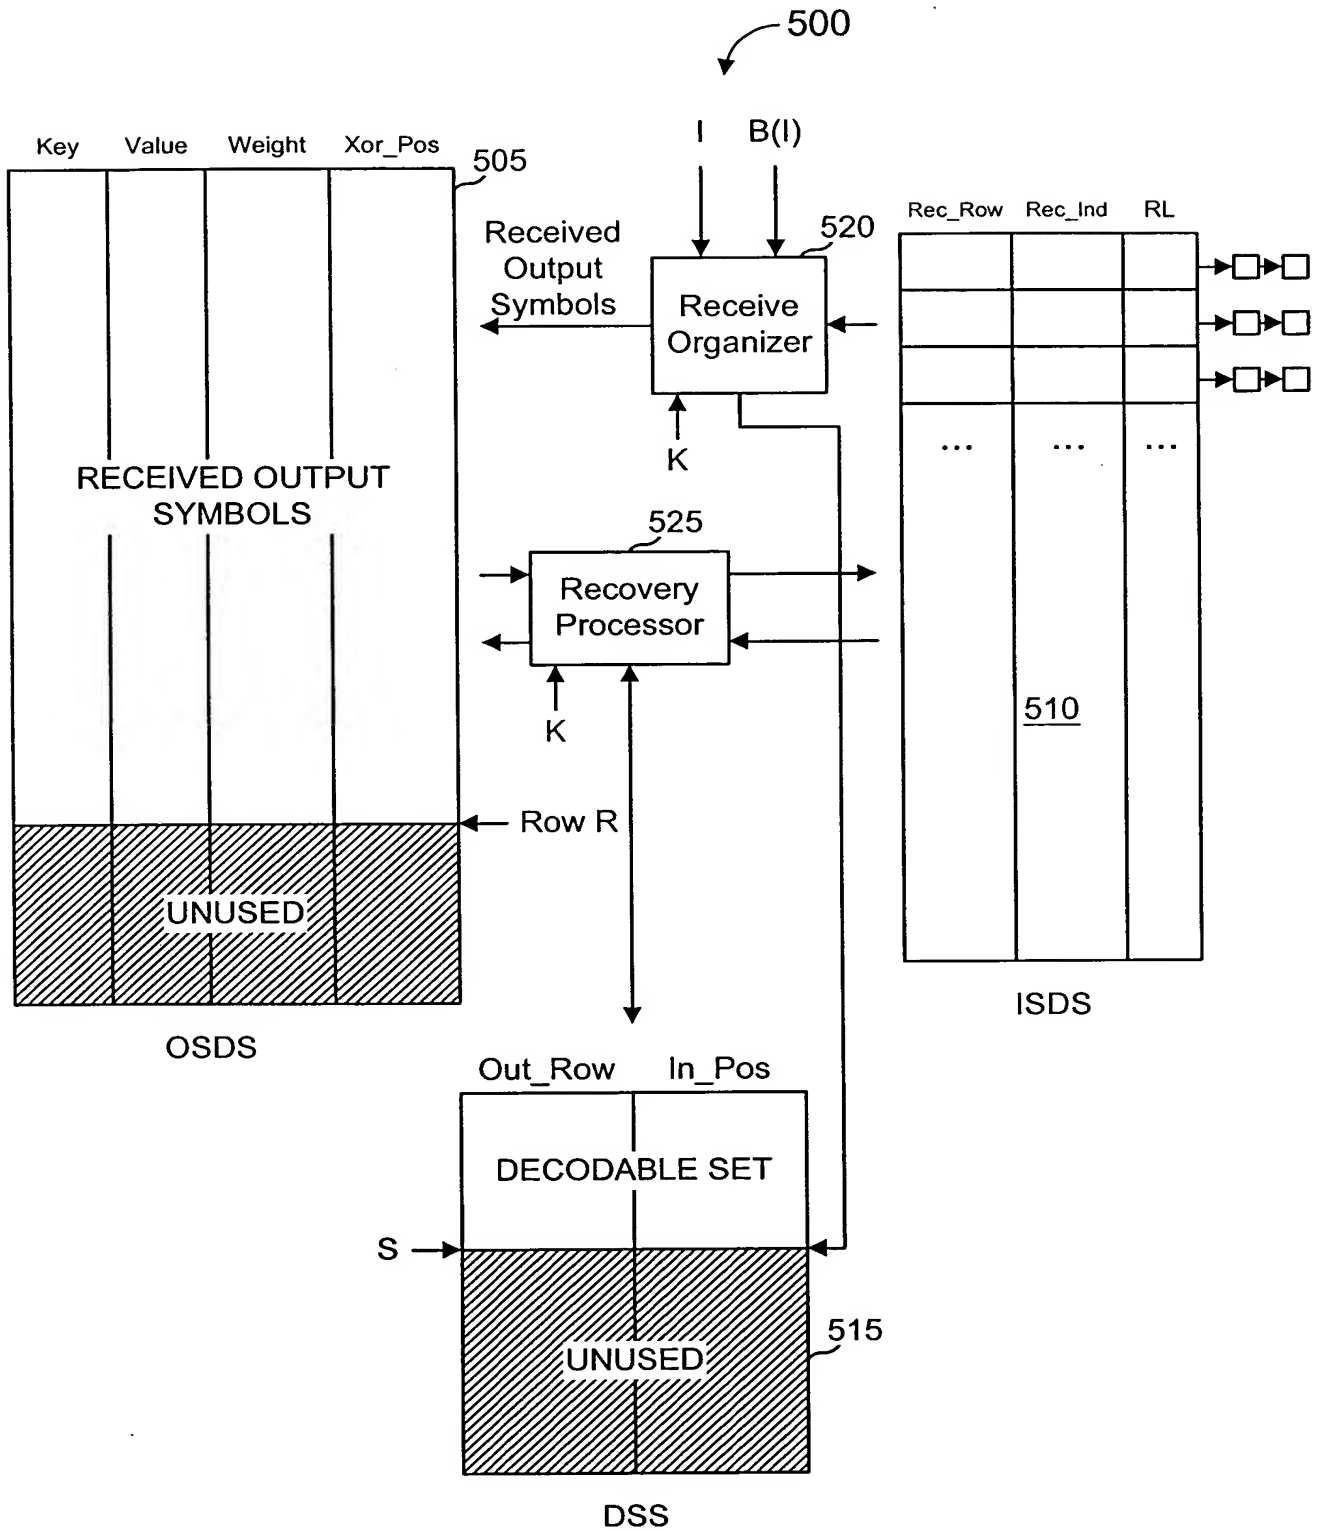 500
I B(I)
Key Value Weight Xor_Pos
505
Rec_Row Rec_Ind RL
520
Received
Output
Symbols
Receive
Organizer
K
... ... ...
RECEIVED OUTPUT
SYMBOLS
525
Recovery
Processor
K
510
Row R
UNUSED
OSDS
ISDS
Out_Row In_Pos
DECODABLE SET
S
515
UNUSED
DSS